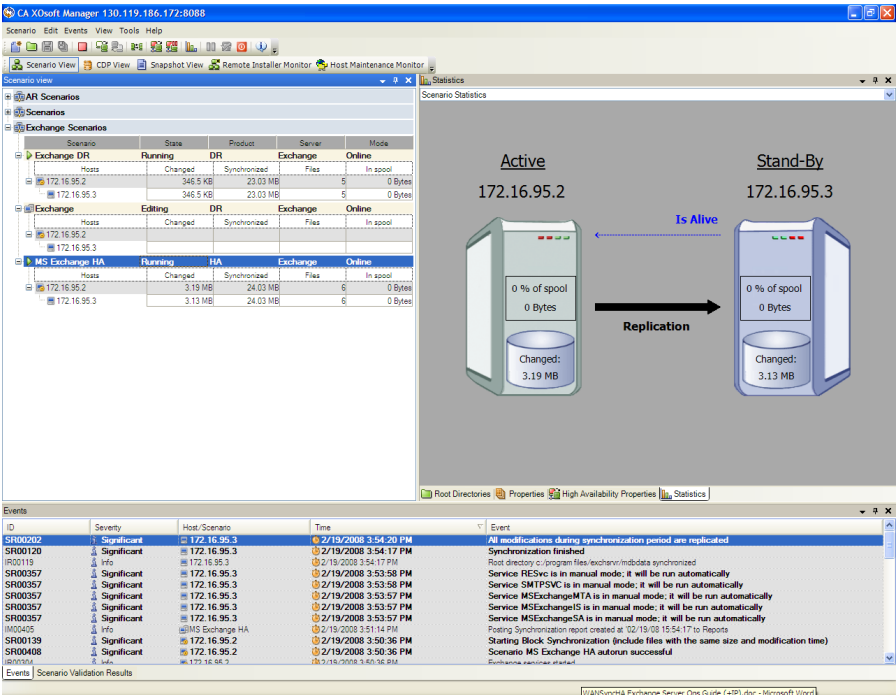 CA XOsoft Manager 130.119.186.172:8088
Scenario Edit Events View Tools Help
Scenario View CDP View Snapshot View Remote Installer Monitor Host Maintenance Monitor
Scenario view
AR Scenarios
Scenarios
Exchange Scenarios
Scenario State Product Server Mode
Exchange DR Running DR Exchange Online
Hosts Changed Synchronized Files In spool
172.16.95.2 346.5 KB 23.03 MB 5 0 Bytes
172.16.95.3 346.5 KB 23.03 MB 5 0 Bytes
Exchange Editing DR Exchange Online
Hosts Changed Synchronized Files In spool
172.16.95.2
172.16.95.3
MS Exchange HA Running HA Exchange Online
Hosts Changed Synchronized Files In spool
172.16.95.2 3.19 MB 24.03 MB 6 0 Bytes
172.16.95.3 3.13 MB 24.03 MB 6 0 Bytes
Statistics
Scenario Statistics
Active Stand-By
172.16.95.2 172.16.95.3
Is Alive
0 % of spool
0 Bytes
0 % of spool
0 Bytes
Replication
Changed:
3.19 MB
Changed:
3.13 MB
Root Directories Properties High Availability Properties Statistics
Events
ID Severity Host/Scenario Time Event
SR00202 Significant 172.16.95.3 2/19/2008 3:54:20 PM All modifications during synchronization period are replicated
SR00120 Significant 172.16.95.3 2/19/2008 3:54:17 PM Synchronization finished
IR00119 Info 172.16.95.3 2/19/2008 3:54:17 PM Root directory c:/program files/exchsrvr/mdbdata synchronized
SR00357 Significant 172.16.95.3 2/19/2008 3:53:58 PM Service RESvc is in manual mode; it will be run automatically
SR00357 Significant 172.16.95.3 2/19/2008 3:53:58 PM Service SMTPSVC is in manual mode; it will be run automatically
SR00357 Significant 172.16.95.3 2/19/2008 3:53:57 PM Service MSExchangeMTA is in manual mode; it will be run automatically
SR00357 Significant 172.16.95.3 2/19/2008 3:53:57 PM Service MSExchangeIS is in manual mode; it will be run automatically
SR00357 Significant 172.16.95.3 2/19/2008 3:53:57 PM Service MSExchangeSA is in manual mode; it will be run automatically
IM00405 Info MS Exchange HA 2/19/2008 3:51:14 PM Posting Synchronization report created at '02/19/08 15:54:17' to Reports
SR00139 Significant 172.16.95.2 2/19/2008 3:50:36 PM Starting Block Synchronization (include files with the same size and modification time)
SR00408 Significant 172.16.95.2 2/19/2008 3:50:36 PM Scenario MS Exchange HA autorun successful
IR00304 Info 172.16.95.2 2/19/2008 3:50:36 PM Exchange services started
Events Scenario Validation Results
WANSyncHA Exchange Server Ops Guide (+IP).doc - Microsoft Word